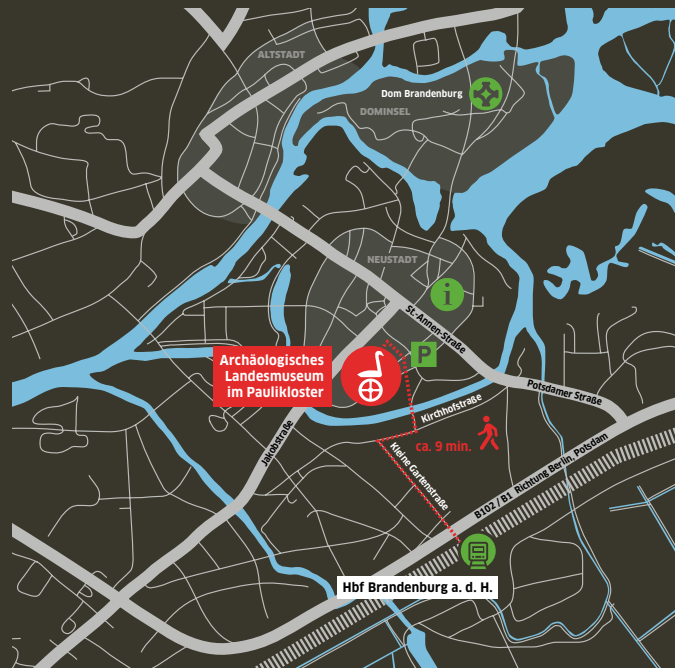 ALTSTADT
Dom Brandenburg
DOMINSEL
NEUSTADT
i
St.-Annen-Straße
P
Archäologisches
Landesmuseum
im Paulikloster
Potsdamer Straße
Kirchhofstraße
Jakobstraße
ca. 9 min.
Kleine Gartenstraße
B102 / B1 Richtung Berlin, Potsdam
Hbf Brandenburg a. d. H.